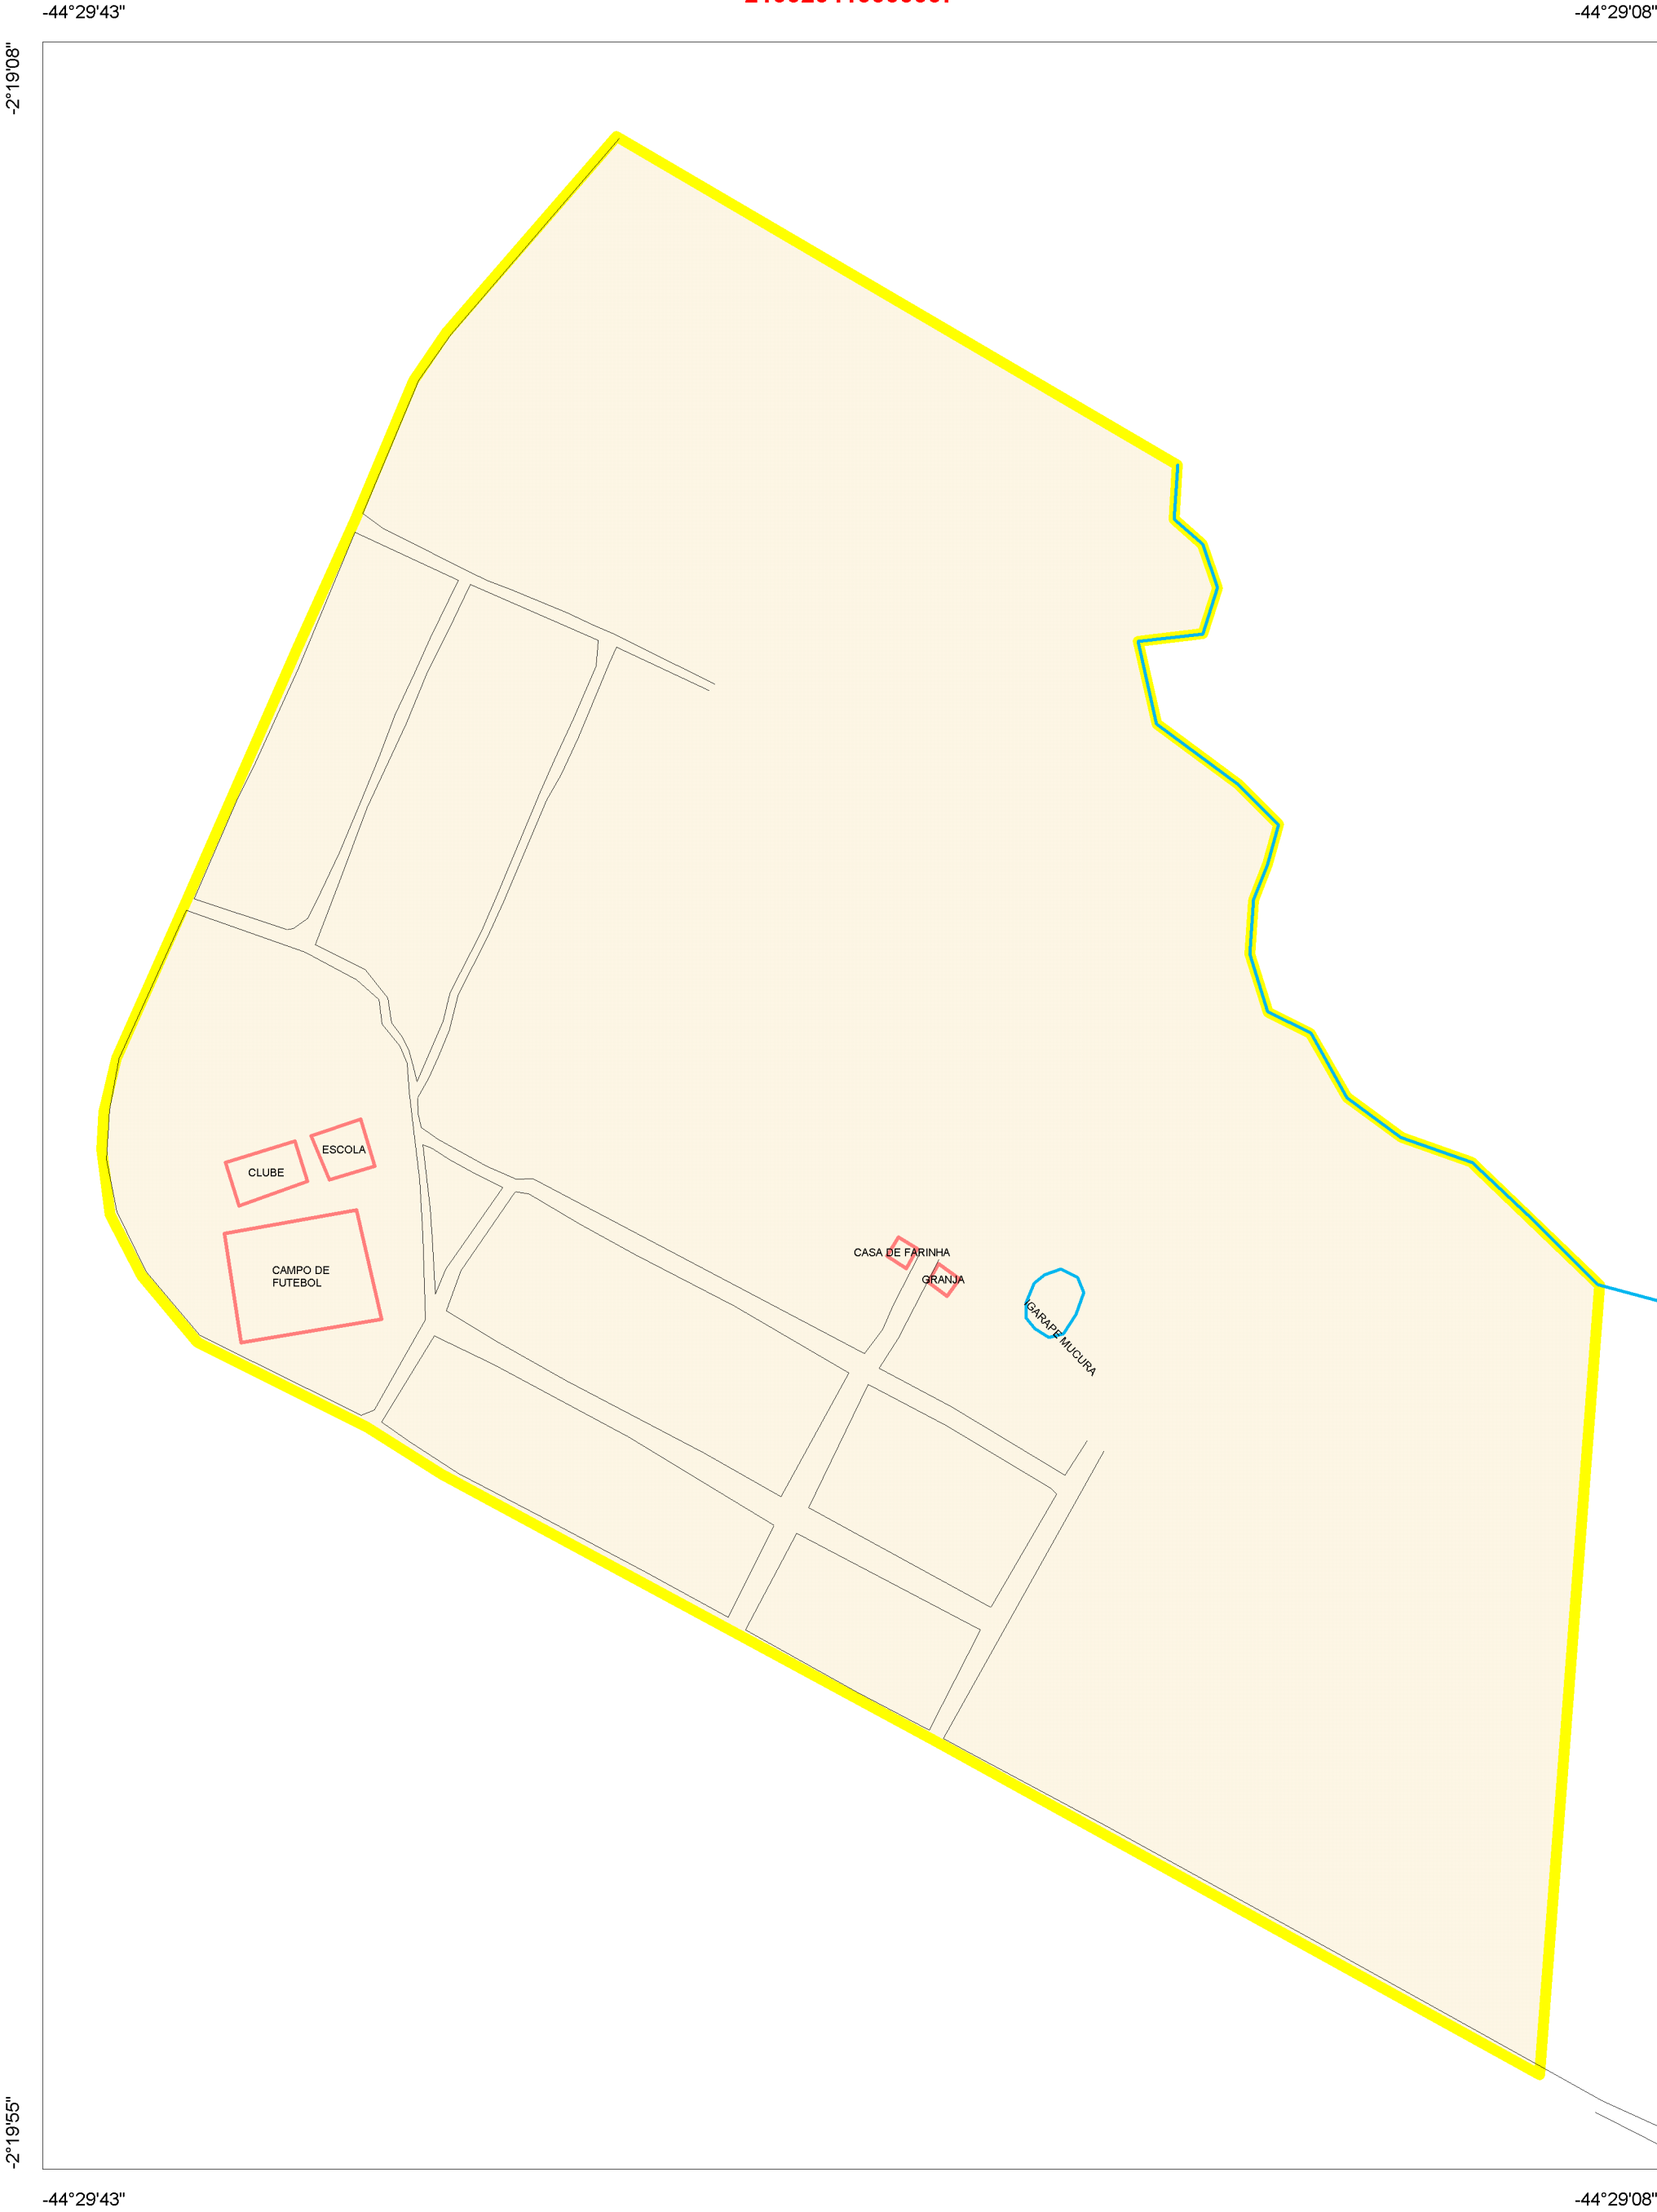 -44°29'43"
-44°29'08"
-2°19'08"
ESCOLA
CLUBE
CASA DE FARINHA
CAMPO DE
FUTEBOL
GRANJA
IGARAPE MUCURA
-2°19'55"
-44°29'43"
-44°29'08"